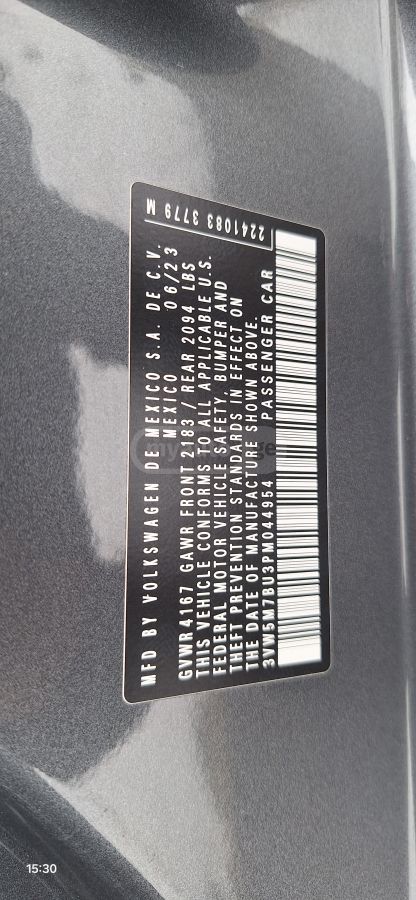 MFD BY VOLKSWAGEN DE MEXICO S.A. DE C.V.
MEXICO 06/23
GVWR4167 GAWR FRONT 2183 / REAR 2094 LBS
THIS VEHICLE CONFORMS TO ALL APPLICABLE U.S.
FEDERAL MOTOR VEHICLE SAFETY, BUMPER AND
THEFT PREVENTION STANDARDS IN EFFECT ON
THE DATE OF MANUFACTURE SHOWN ABOVE.
3VW5M7BU3PM044954 PASSENGER CAR
2241083 3779 M
15:30